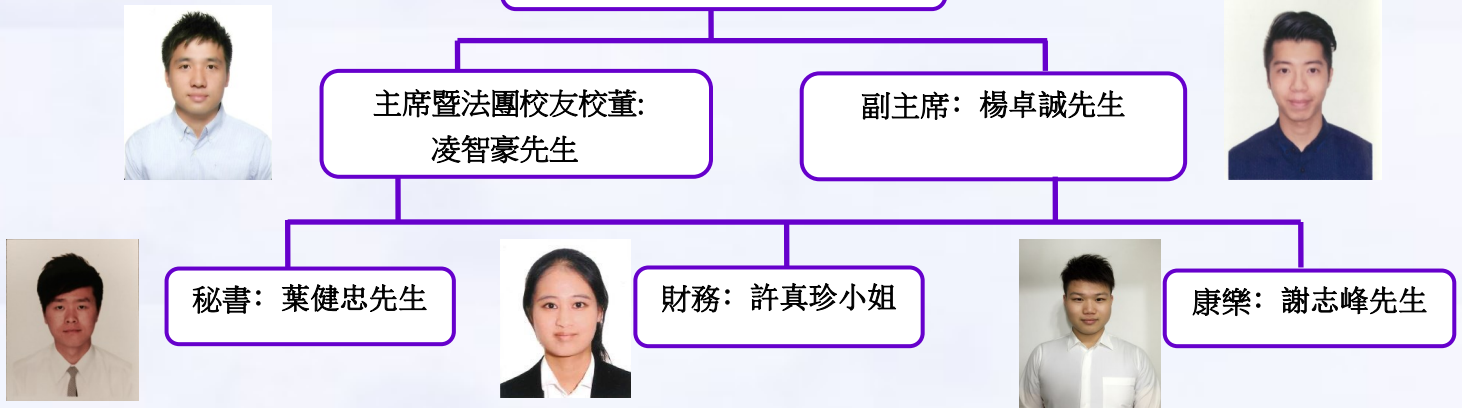 主席暨法團校友校董:
凌智豪先生
副主席：楊卓誠先生
秘書：葉健忠先生
財務：許真珍小姐
康樂：謝志峰先生